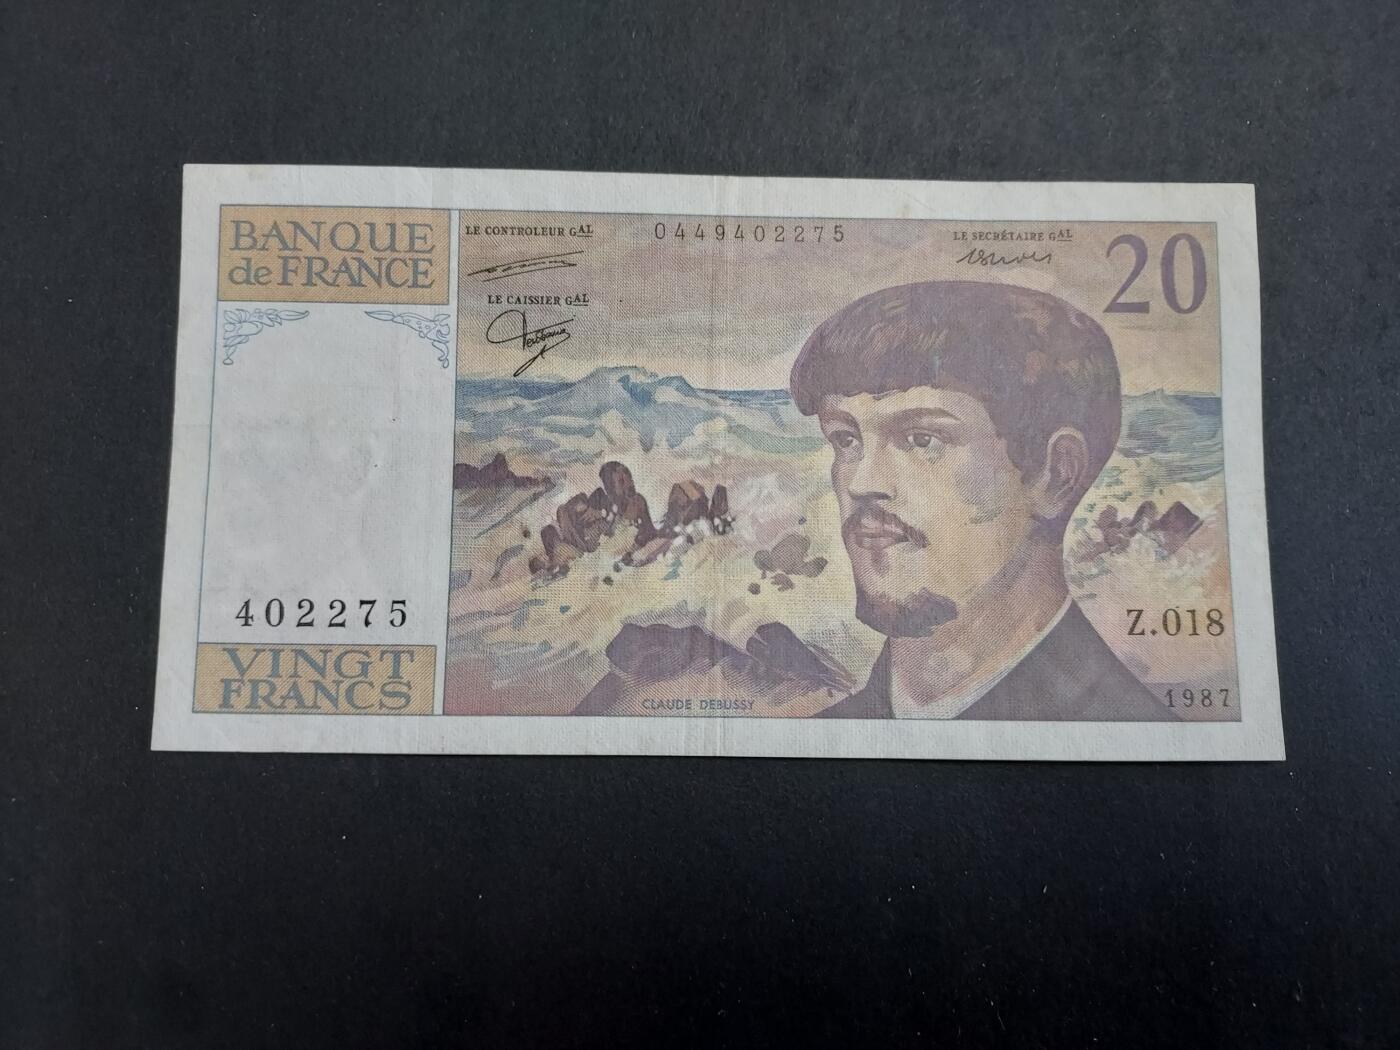 BANQUE
de FRANCE
LE CONTROLEUR GAL
0449402275
LE SECRÉTAIRE GAL
20
LE CAISSIER GAL
402275
Z.018
VINGT
FRANCS
CLAUDE DEBUSSY
1987